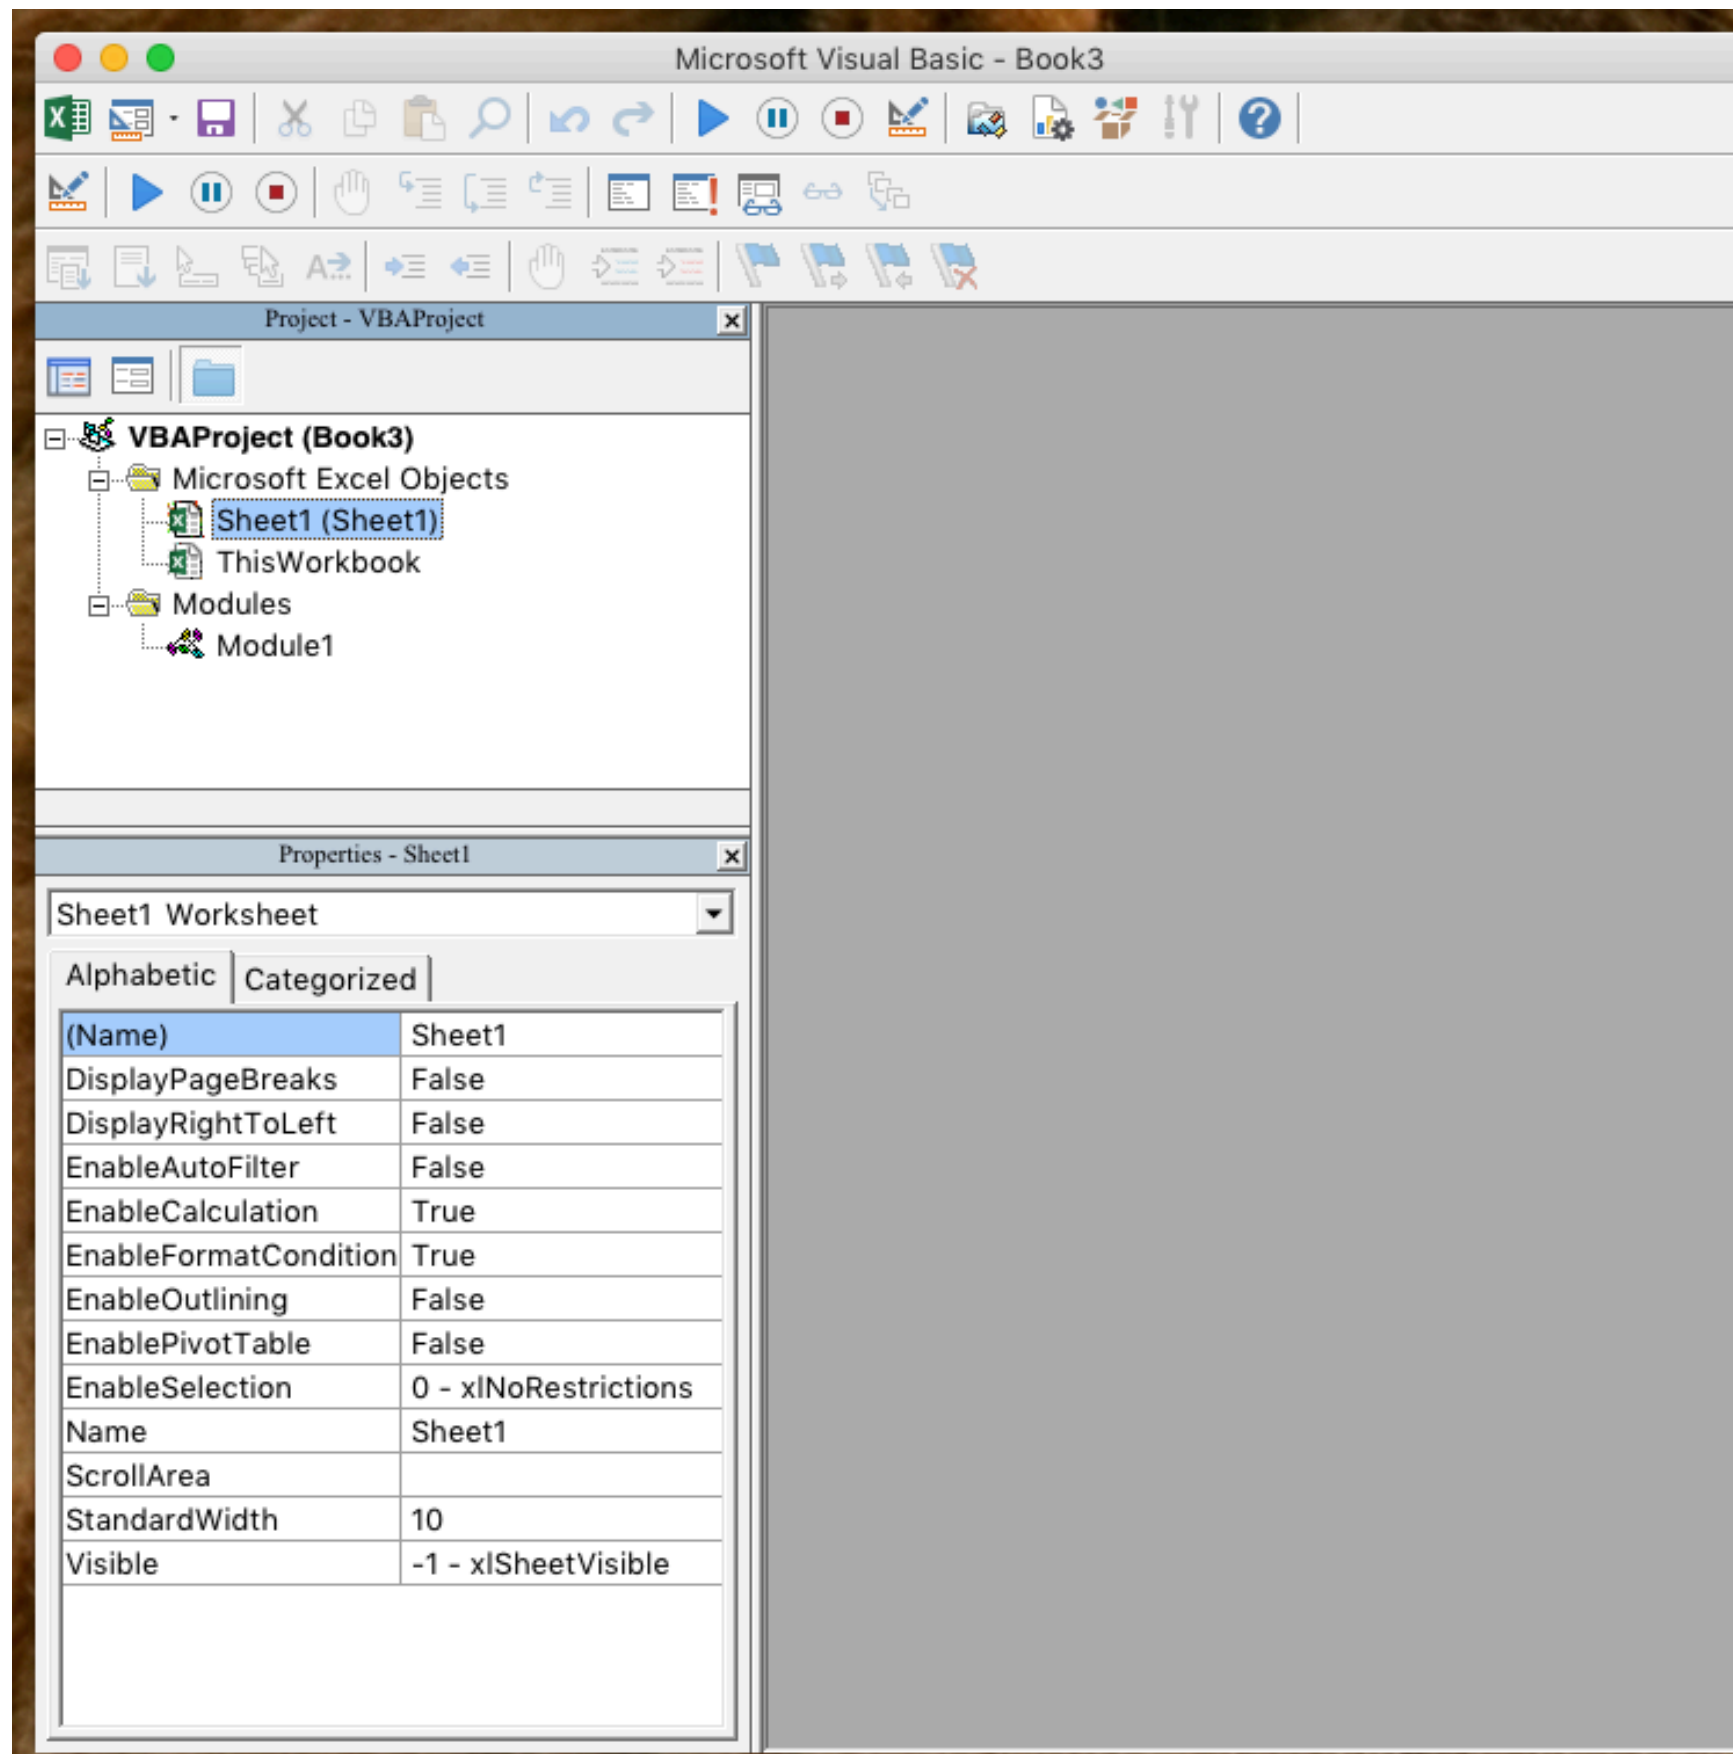 Microsoft Visual Basic - Book3
Project - VBAProject
VBAProject (Book3)
Microsoft Excel Objects
Sheet1 (Sheet1)
ThisWorkbook
Modules
Module1
Properties - Sheet1
Sheet1 Worksheet
Alphabetic Categorized
(Name) Sheet1
DisplayPageBreaks False
DisplayRightToLeft False
EnableAutoFilter False
EnableCalculation True
EnableFormatCondition True
EnableOutlining False
EnablePivotTable False
EnableSelection 0 - xlNoRestrictions
Name Sheet1
ScrollArea
StandardWidth 10
Visible -1 - xlSheetVisible